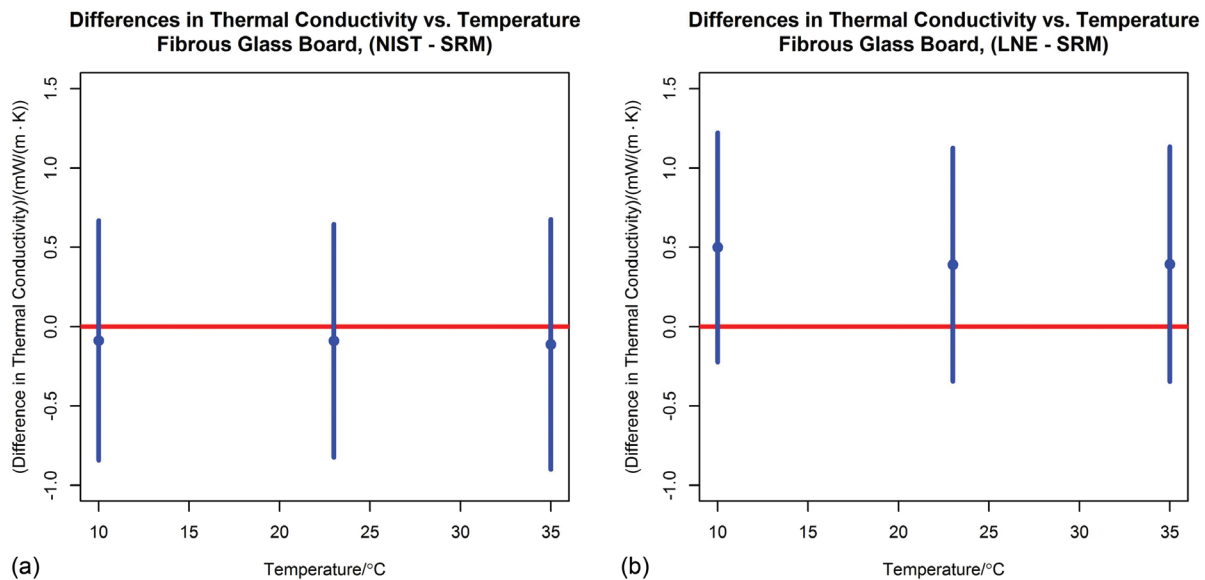 Differences in Thermal Conductivity vs. Temperature
Fibrous Glass Board, (NIST - SRM)
(Difference in Thermal Conductivity)/(mW/(m · K))
1.5
1.0
0.5
0.0
-0.5
-1.0
10 15 20 25 30 35
Temperature/°C
(a)
Differences in Thermal Conductivity vs. Temperature
Fibrous Glass Board, (LNE - SRM)
(Difference in Thermal Conductivity)/(mW/(m · K))
1.5
1.0
0.5
0.0
-0.5
-1.0
10 15 20 25 30 35
Temperature/°C
(b)